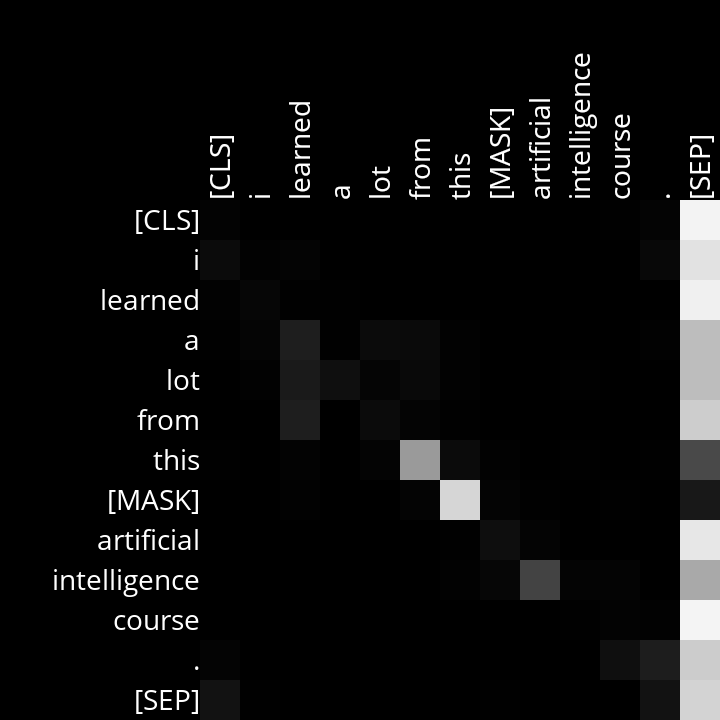 [CLS]
i
learned
a
lot
from
this
[MASK]
artificial
intelligence
course
.
[SEP]
[CLS]
i
learned
a
lot
from
this
[MASK]
artificial
intelligence
course
.
[SEP]